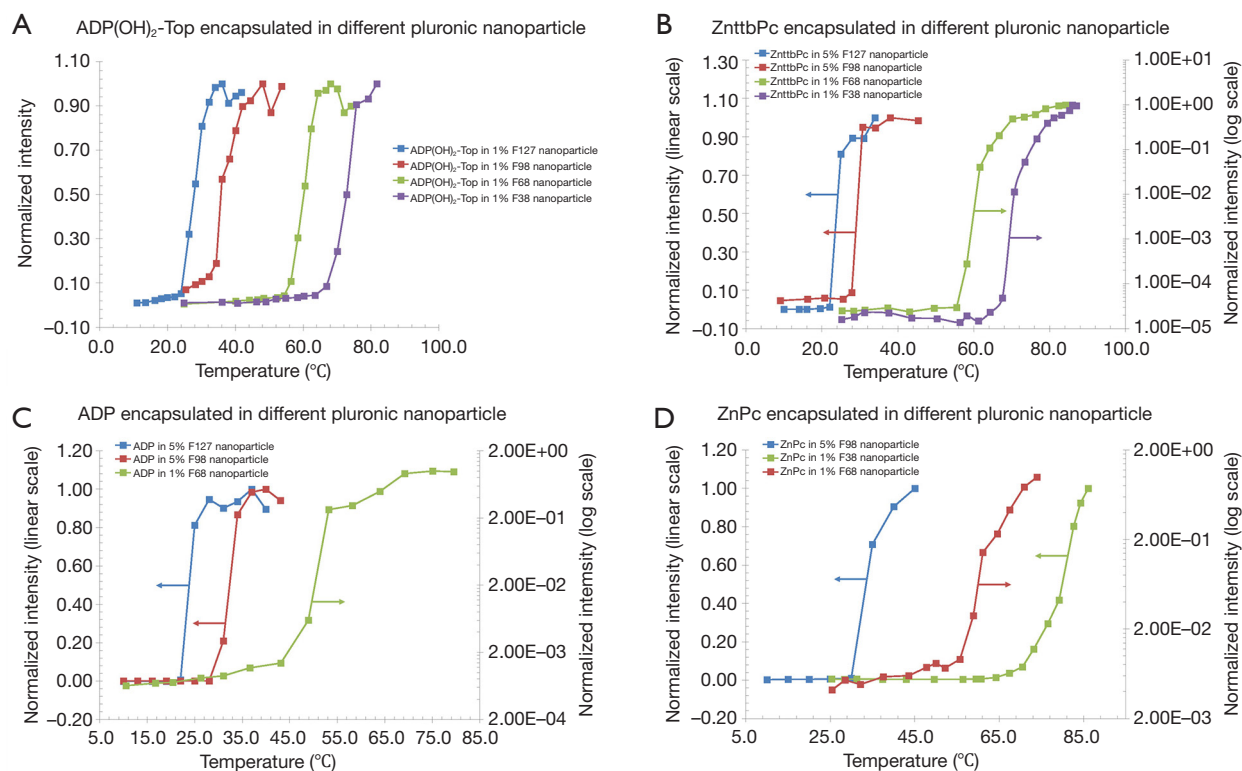 A
ADP(OH)₂-Top encapsulated in different pluronic nanoparticle
Normalized intensity
1.10
0.90
0.70
0.50
0.30
0.10
–0.10
0.0
20.0
40.0
60.0
80.0
100.0
Temperature (℃)
ADP(OH)₂-Top in 1% F127 nanoparticle
ADP(OH)₂-Top in 1% F98 nanoparticle
ADP(OH)₂-Top in 1% F68 nanoparticle
ADP(OH)₂-Top in 1% F38 nanoparticle
B
ZnttbPc encapsulated in different pluronic nanoparticle
ZnttbPc in 5% F127 nanoparticle
ZnttbPc in 5% F98 nanoparticle
ZnttbPc in 1% F68 nanoparticle
ZnttbPc in 1% F38 nanoparticle
Normalized intensity (linear scale)
1.30
1.10
0.90
0.70
0.50
0.30
0.10
–0.10
0.0
20.0
40.0
60.0
80.0
100.0
Temperature (℃)
1.00E+01
1.00E+00
1.00E–01
1.00E–02
1.00E–03
1.00E–04
1.00E–05
Normalized intensity (log scale)
C
ADP encapsulated in different pluronic nanoparticle
ADP in 5% F127 nanoparticle
ADP in 5% F98 nanoparticle
ADP in 1% F68 nanoparticle
Normalized intensity (linear scale)
1.20
1.00
0.80
0.60
0.40
0.20
0.00
–0.20
5.0
25.0
35.0
45.0
55.0
65.0
75.0
85.0
Temperature (℃)
2.00E+00
2.00E–01
2.00E–02
2.00E–03
2.00E–04
Normalized intensity (log scale)
D
ZnPc encapsulated in different pluronic nanoparticle
ZnPc in 5% F98 nanoparticle
ZnPc in 1% F38 nanoparticle
ZnPc in 1% F68 nanoparticle
Normalized intensity (linear scale)
1.20
1.00
0.80
0.60
0.40
0.20
0.00
–0.20
5.0
25.0
45.0
65.0
85.0
Temperature (℃)
2.00E+00
2.00E–01
2.00E–02
2.00E–03
Normalized intensity (log scale)